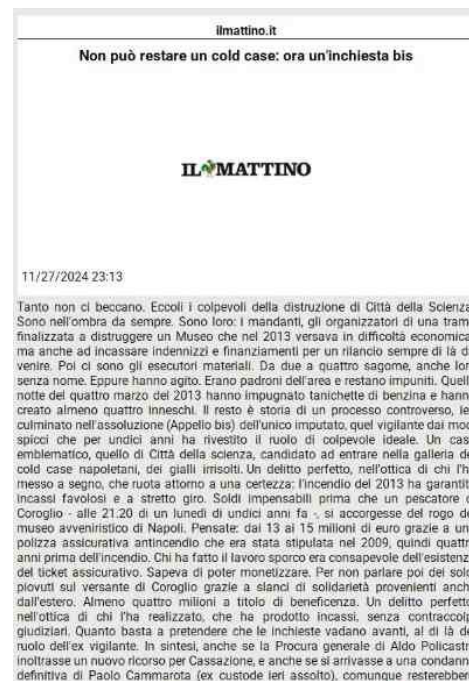 ilmattino.it
Non può restare un cold case: ora un'inchiesta bis
IL MATTINO
11/27/2024 23:13
Tanto non ci beccano. Eccoli i colpevoli della distruzione di Città della Scienza
Sono nell'ombra da sempre. Sono loro: i mandanti, gli organizzatori di una tram
finalizzata a distruggere un Museo che nel 2013 versava in difficoltà economica
ma anche ad incassare indennizzi e finanziamenti per un rilancio sempre di là d
venire. Poi ci sono gli esecutori materiali. Da due a quattro sagome, anche lor
senza nome. Eppure hanno agito. Erano padroni dell'area e restano impuniti. Quell
notte del quattro marzo del 2013 hanno impugnato tanichette di benzina e hann
creato almeno quattro inneschi. Il resto è storia di un processo controverso, ie
culminato nell'assoluzione (Appello bis) dell'unico imputato, quel vigilante dai mod
spicci che per undici anni ha rivestito il ruolo di colpevole ideale. Un cas
emblematico, quello di Città della scienza, candidato ad entrare nella galleria de
cold case napoletani, dei gialli irrisolti. Un delitto perfetto, nell'ottica di chi l'h
messo a segno, che ruota attorno a una certezza: l'incendio del 2013 ha garantit
incassi favolosi e a stretto giro. Soldi impensabili prima che un pescatore d
Coroglio - alle 21.20 di un lunedì di undici anni fa -, si accorgesse del rogo de
museo avveniristico di Napoli. Pensate: dai 13 ai 15 milioni di euro grazie a un
polizza assicurativa antincendio che era stata stipulata nel 2009, quindi quattr
anni prima dell'incendio. Chi ha fatto il lavoro sporco era consapevole dell'esistenz
del ticket assicurativo. Sapeva di poter monetizzare. Per non parlare poi dei sold
piovuti sul versante di Coroglio grazie a slanci di solidarietà provenienti anch
dall'estero. Almeno quattro milioni a titolo di beneficenza. Un delitto perfett
nell'ottica di chi l'ha realizzato, che ha prodotto incassi, senza contraccolp
giudiziari. Quanto basta a pretendere che le inchieste vadano avanti, al di là de
ruolo dell'ex vigilante. In sintesi, anche se la Procura generale di Aldo Policastr
inoltrasse un nuovo ricorso per Cassazione, e anche se si arrivasse a una condann
definitiva di Paolo Cammarota (ex custode ieri assolto), comunque resterebber